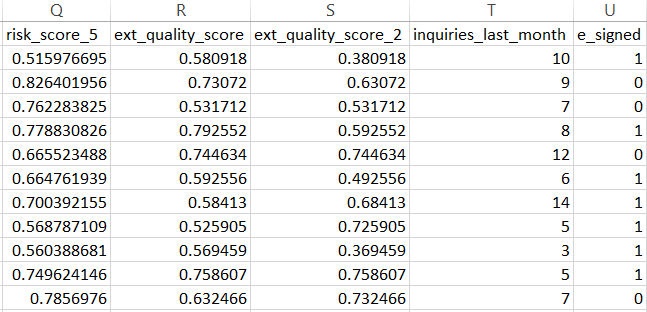 Q R S T U
risk_score_5 ext_quality_score ext_quality_score_2 inquiries_last_month e_signed
0.515976695 0.580918 0.380918 10 1
0.826401956 0.73072 0.63072 9 0
0.762283825 0.531712 0.531712 7 0
0.778830826 0.792552 0.592552 8 1
0.665523488 0.744634 0.744634 12 0
0.664761939 0.592556 0.492556 6 1
0.700392155 0.58413 0.68413 14 1
0.568787109 0.525905 0.725905 5 1
0.560388681 0.569459 0.369459 3 1
0.749624146 0.758607 0.758607 5 1
0.7856976 0.632466 0.732466 7 0